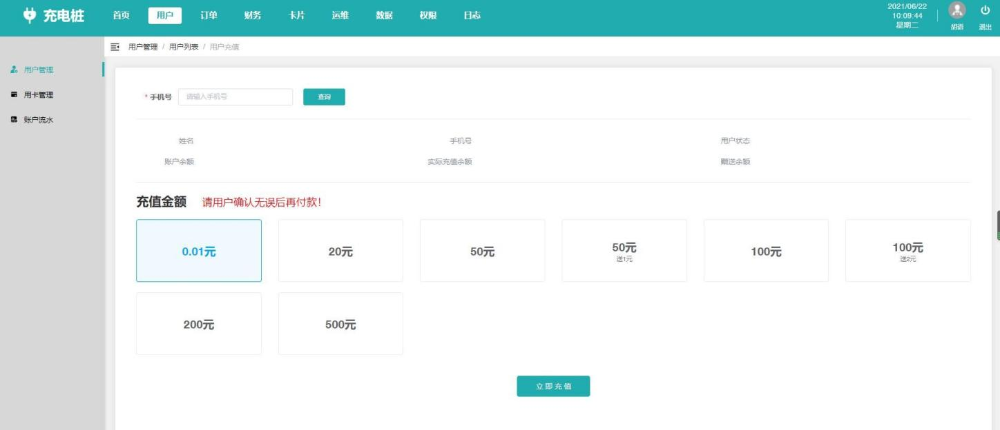 充电桩
首页 用户 订单 财务 卡片 运维 数据 权限 日志
2021/06/22
10:09:44
星期二
胡语 退出
用户管理 / 用户列表 / 用户充值
用户管理
用卡管理
账户流水
* 手机号 请输入手机号 查询
姓名 手机号 用户状态
账户余额 实际充值余额 赠送余额
充值金额 请用户确认无误后再付款!
0.01元 20元 50元 50元 100元 100元
送1元 送2元
200元 500元
立即充值